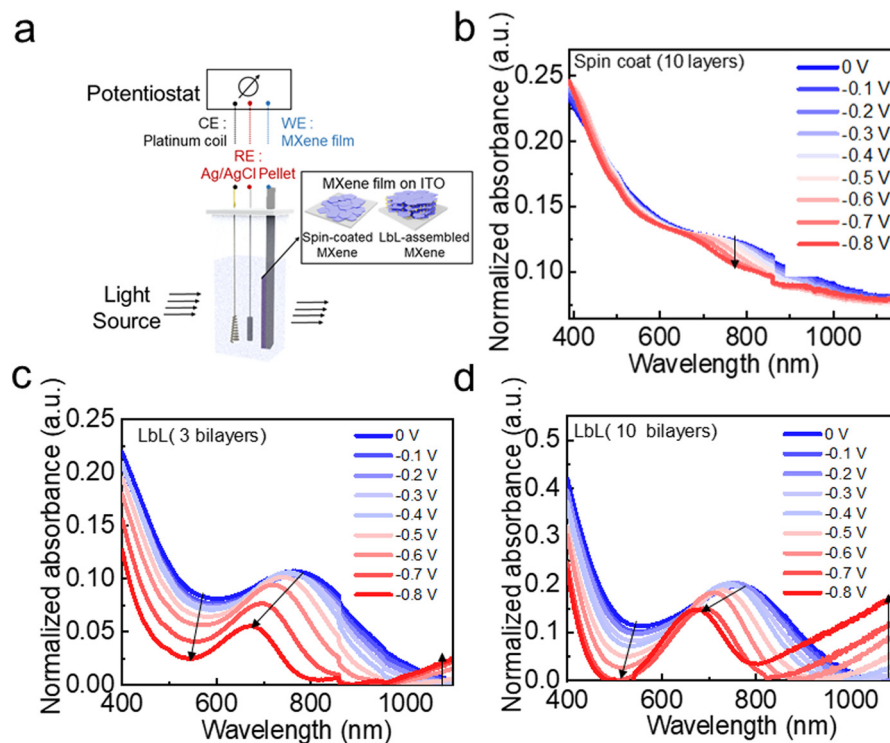 a
Potentiostat
CE :
Platinum coil
WE :
MXene film
RE :
Ag/AgCl Pellet
MXene film on ITO
Spin-coated
MXene
LbL-assembled
MXene
Light
Source
b
Normalized absorbance (a.u.)
0.25
0.20
0.15
0.10
Spin coat (10 layers)
0 V
-0.1 V
-0.2 V
-0.3 V
-0.4 V
-0.5 V
-0.6 V
-0.7 V
-0.8 V
400 600 800 1000
Wavelength (nm)
c
Normalized absorbance (a.u.)
0.25
0.20
0.15
0.10
0.05
0.00
LbL( 3 bilayers)
0 V
-0.1 V
-0.2 V
-0.3 V
-0.4 V
-0.5 V
-0.6 V
-0.7 V
-0.8 V
400 600 800 1000
Wavelength (nm)
d
Normalized absorbance (a.u.)
0.5
0.4
0.3
0.2
0.1
0.0
LbL( 10 bilayers)
0 V
-0.1 V
-0.2 V
-0.3 V
-0.4 V
-0.5 V
-0.6 V
-0.7 V
-0.8 V
400 600 800 1000
Wavelength (nm)